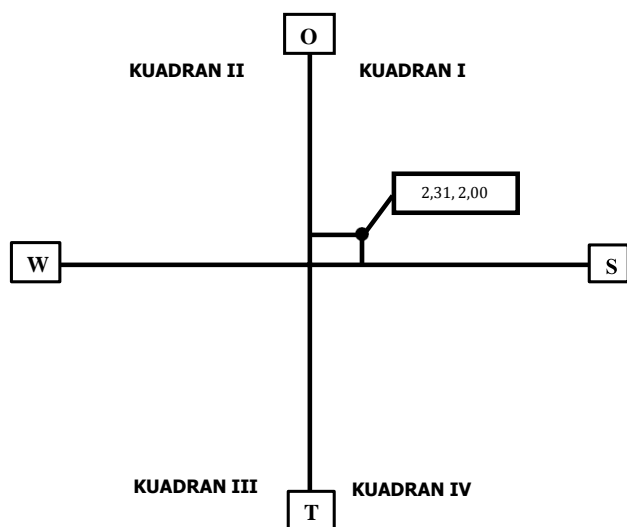 O
KUADRAN II
KUADRAN I
2,31, 2,00
W
S
KUADRAN III
KUADRAN IV
T